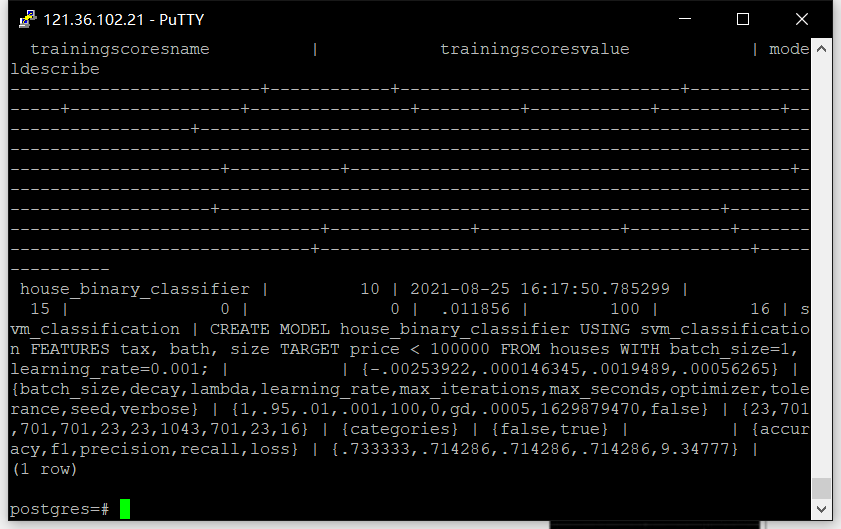 121.36.102.21 - PuTTY
trainingscoresname | trainingscoresvalue | mode
ldescribe
-------------------------+------------+-----------------------------+-----------
-----+-----------------+----------------+----------+------------+------------+--
------------------+-------------------------------------------------------------
--------------------------------------------------------------------------------
---------------------+-----------+--------------------------------------------+-
--------------------------------------------------------------------------------
--------------------+--------------------------------------------------+--------
-------------------------------+--------------+--------------+----------+-------
------------------------------+-------------------------------------------+-----
----------
house_binary_classifier | 10 | 2021-08-25 16:17:50.785299 |
15 | 0 | 0 | .011856 | 100 | 16 | s
vm_classification | CREATE MODEL house_binary_classifier USING svm_classificatio
n FEATURES tax, bath, size TARGET price < 100000 FROM houses WITH batch_size=1,
learning_rate=0.001; | | {-.00253922,.000146345,.0019489,.00056265} |
{batch_size,decay,lambda,learning_rate,max_iterations,max_seconds,optimizer,tole
rance,seed,verbose} | {1,.95,.01,.001,100,0,gd,.0005,1629879470,false} | {23,701
,701,701,23,23,1043,701,23,16} | {categories} | {false,true} | | {accur
acy,f1,precision,recall,loss} | {.733333,.714286,.714286,.714286,9.34777} |
(1 row)
postgres=#